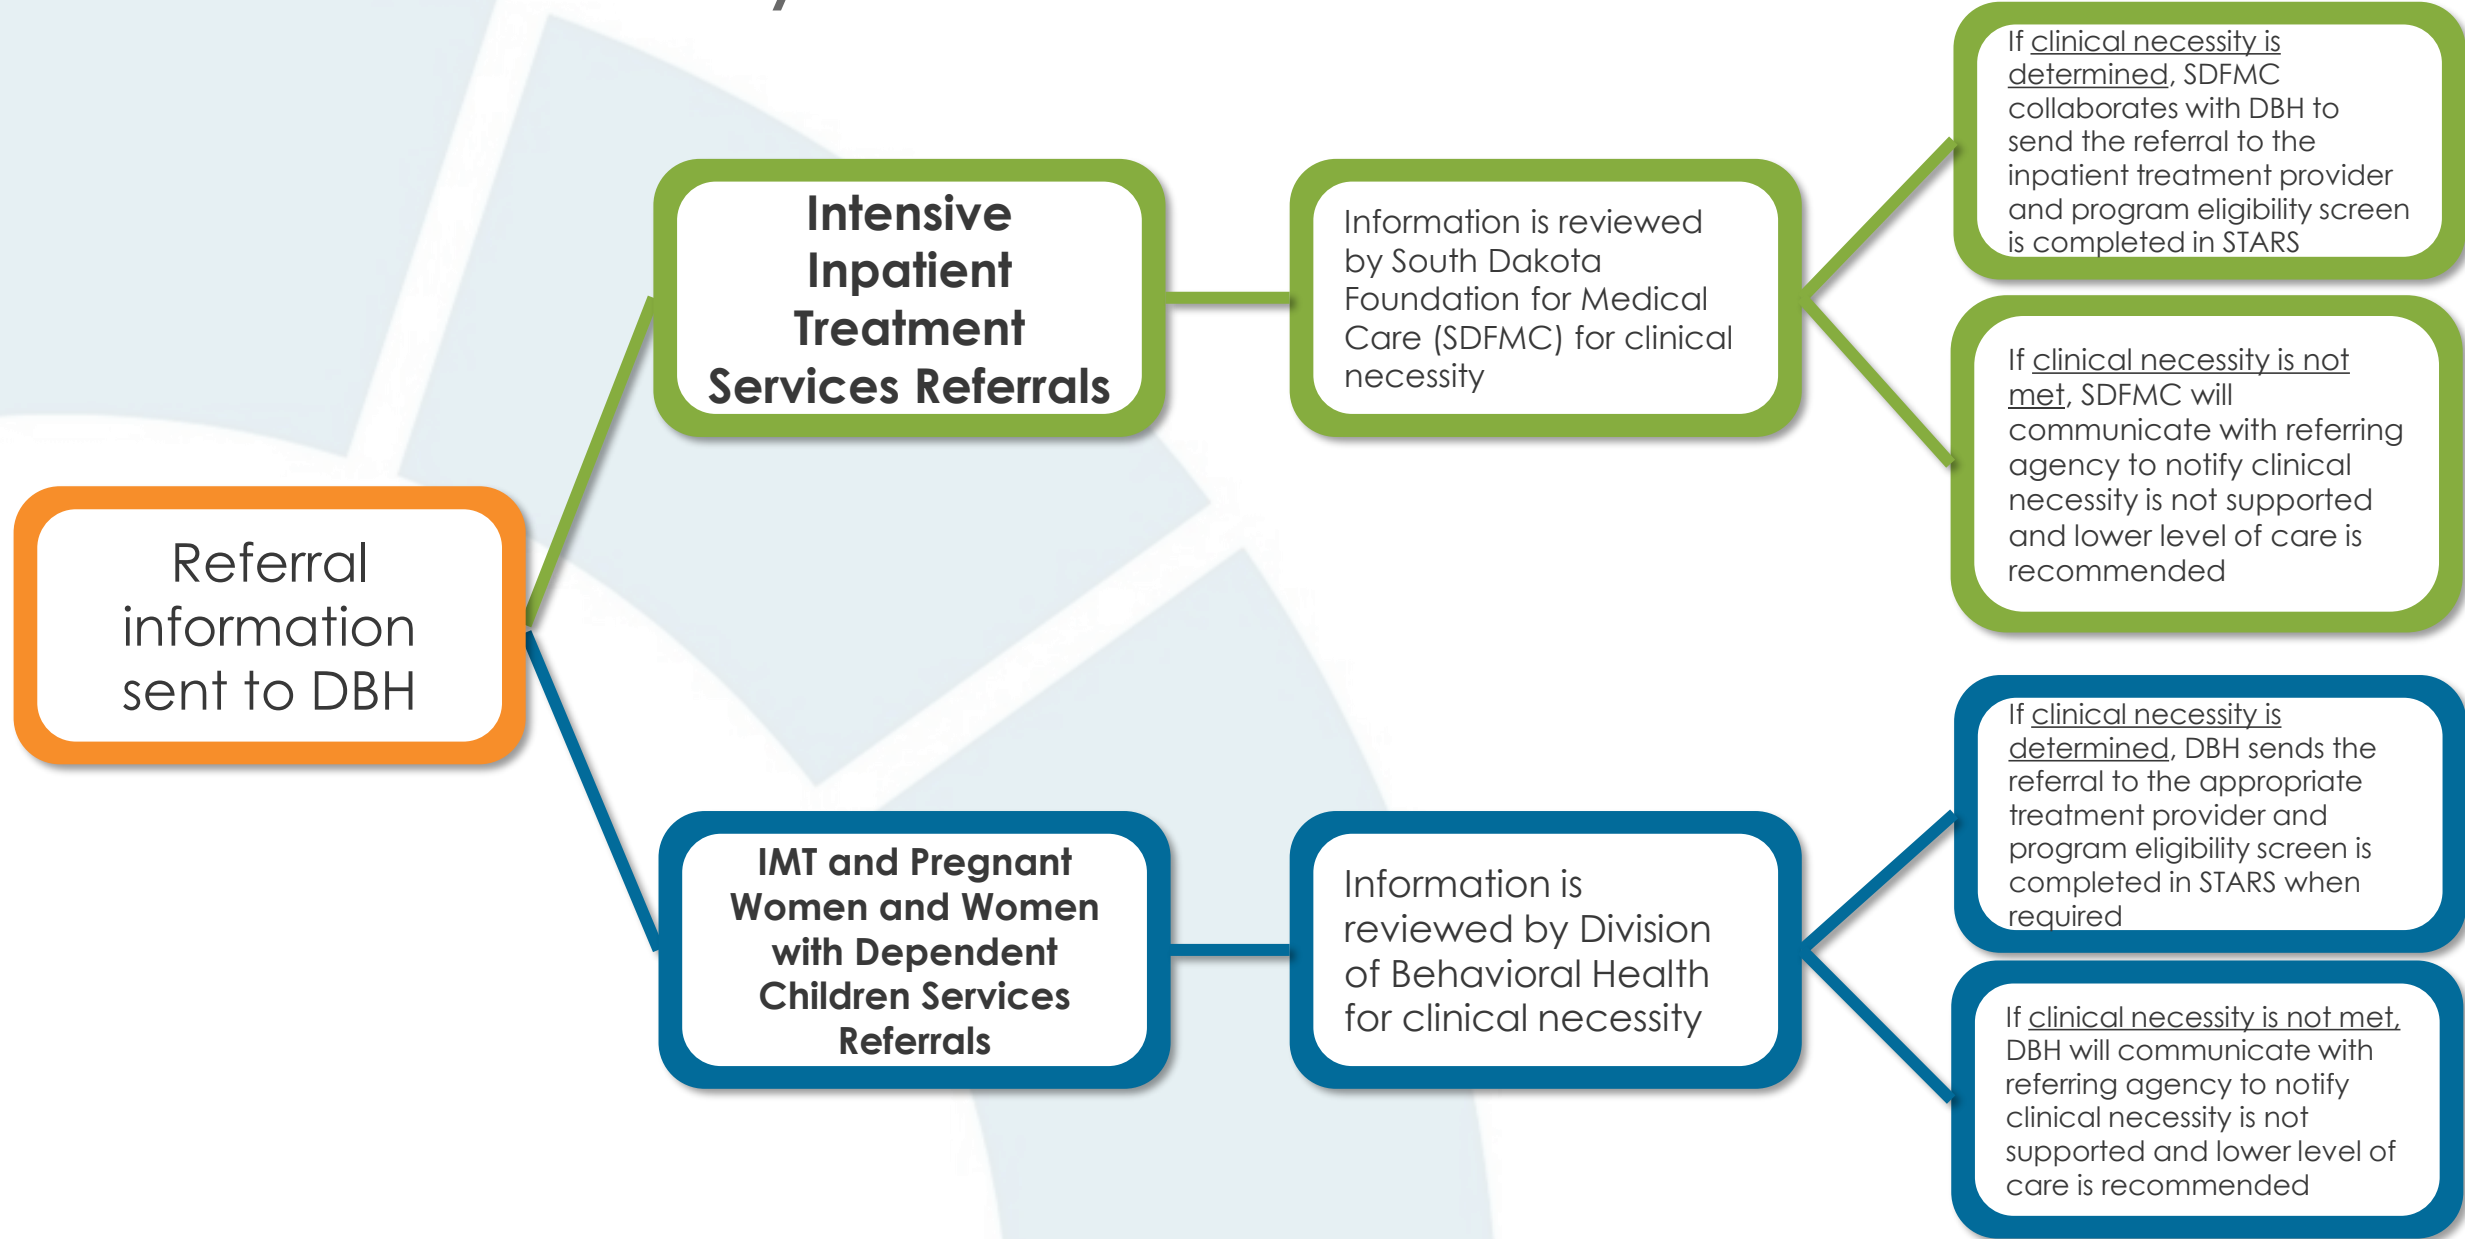 Referral
information
sent to DBH
Intensive
Inpatient
Treatment
Services Referrals
Information is reviewed
by South Dakota
Foundation for Medical
Care (SDFMC) for clinical
necessity
If clinical necessity is
determined, SDFMC
collaborates with DBH to
send the referral to the
inpatient treatment provider
and program eligibility screen
is completed in STARS
If clinical necessity is not
met, SDFMC will
communicate with referring
agency to notify clinical
necessity is not supported
and lower level of care is
recommended
IMT and Pregnant
Women and Women
with Dependent
Children Services
Referrals
Information is
reviewed by Division
of Behavioral Health
for clinical necessity
If clinical necessity is
determined, DBH sends the
referral to the appropriate
treatment provider and
program eligibility screen is
completed in STARS when
required
If clinical necessity is not met,
DBH will communicate with
referring agency to notify
clinical necessity is not
supported and lower level of
care is recommended